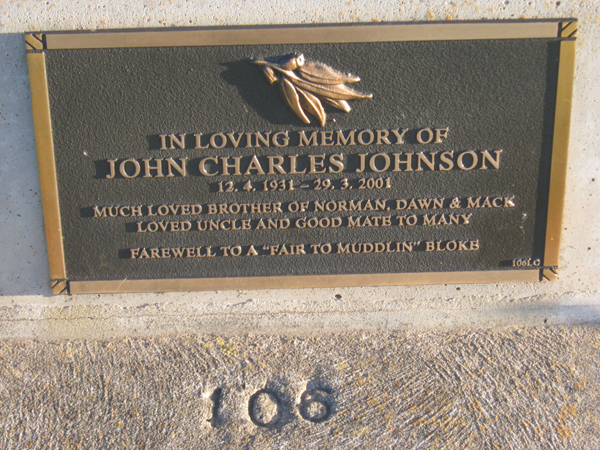 IN LOVING MEMORY OF
JOHN CHARLES JOHNSON
12. 4. 1931 – 29. 3. 2001
MUCH LOVED BROTHER OF NORMAN, DAWN & MACK
LOVED UNCLE AND GOOD MATE TO MANY
FAREWELL TO A "FAIR TO MUDDLIN" BLOKE
106